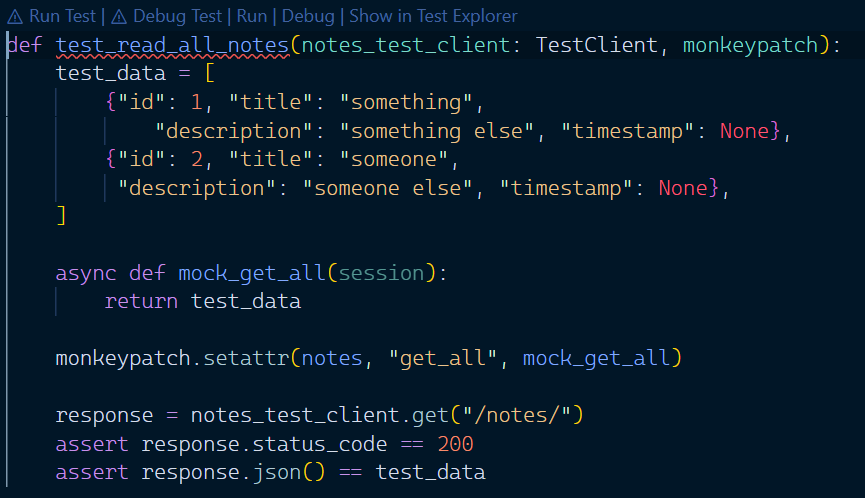 ⚠ Run Test | ⚠ Debug Test | Run | Debug | Show in Test Explorer
def test_read_all_notes(notes_test_client: TestClient, monkeypatch):
    test_data = [
        {"id": 1, "title": "something",
            "description": "something else", "timestamp": None},
        {"id": 2, "title": "someone",
         "description": "someone else", "timestamp": None},
    ]
    async def mock_get_all(session):
        return test_data
    monkeypatch.setattr(notes, "get_all", mock_get_all)
    response = notes_test_client.get("/notes/")
    assert response.status_code == 200
    assert response.json() == test_data